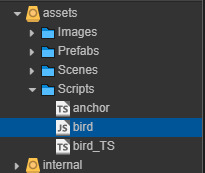 assets
Images
Prefabs
Scenes
Scripts
TS anchor
JS bird
TS bird_TS
internal